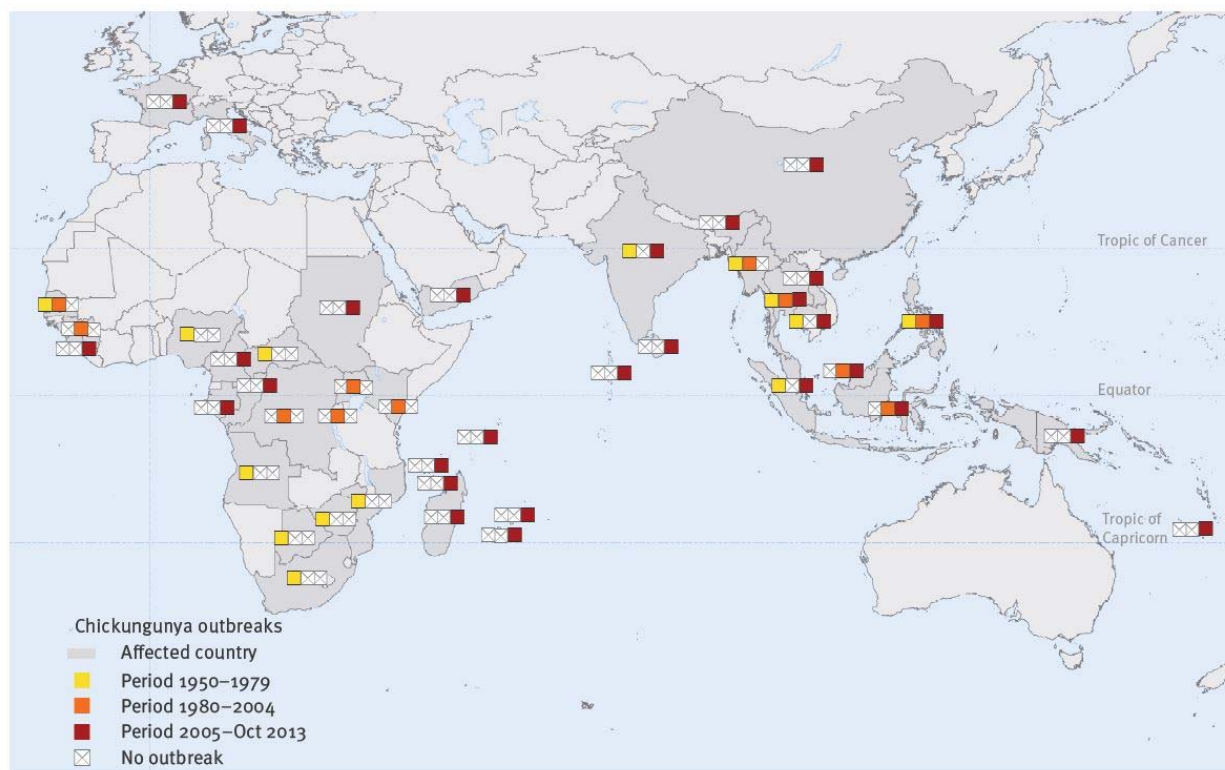 Tropic of Cancer
Equator
Tropic of
Capricorn
Chickungunya outbreaks
Affected country
Period 1950–1979
Period 1980–2004
Period 2005–Oct 2013
No outbreak